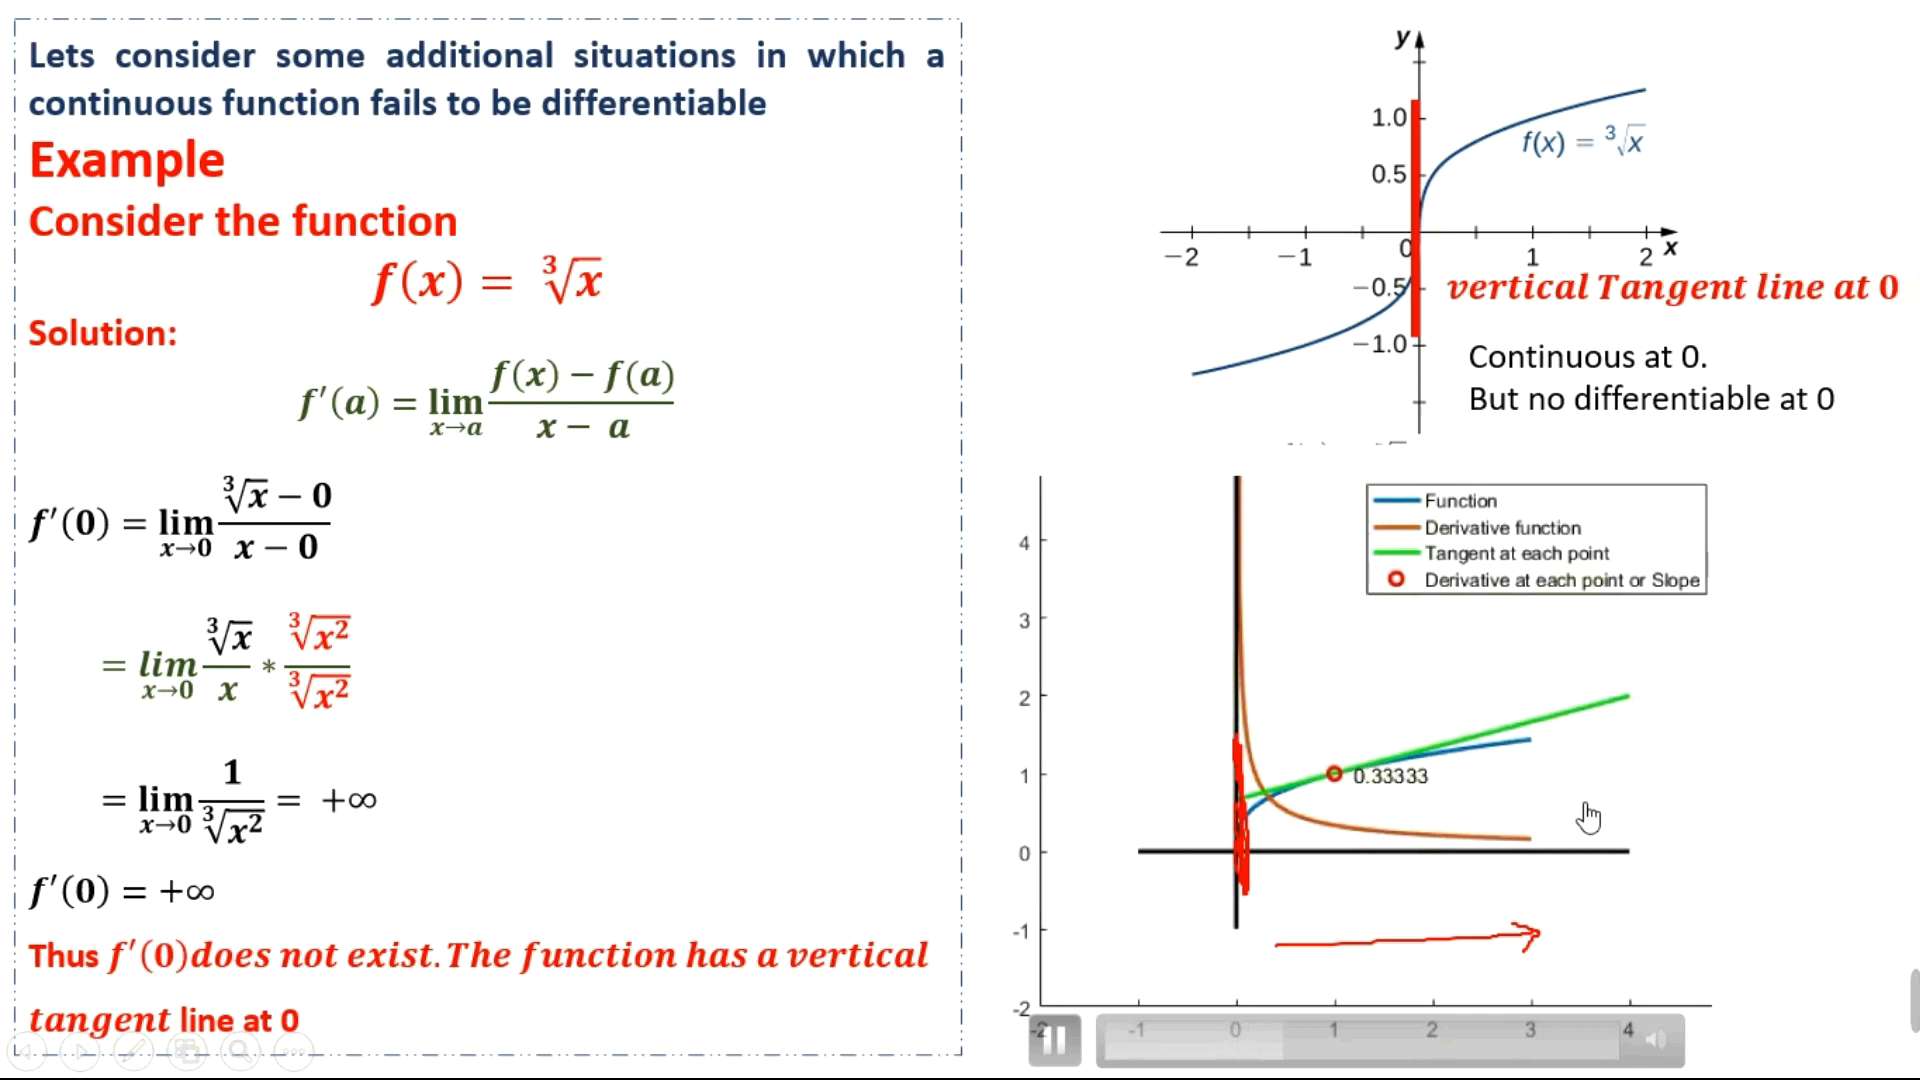 Lets consider some additional situations in which a
continuous function fails to be differentiable
Example
Consider the function
f(x) = ∛x
Solution:
f′(a) = lim x→a (f(x) − f(a)) / (x − a)
f′(0) = lim x→0 (∛x − 0) / (x − 0)
= lim x→0 ∛x / x * ∛x² / ∛x²
= lim x→0 1 / ∛x² = +∞
f′(0) = +∞
Thus f′(0)does not exist. The function has a vertical
tangent line at 0
y
1.0
f(x) = ∛x
0.5
0
−2 −1 1 2 x
−0.5
vertical Tangent line at 0
−1.0
Continuous at 0.
But no differentiable at 0
Function
Derivative function
Tangent at each point
Derivative at each point or Slope
4
3
2
1
0.33333
0
-1
-2
-2 -1 0 1 2 3 4